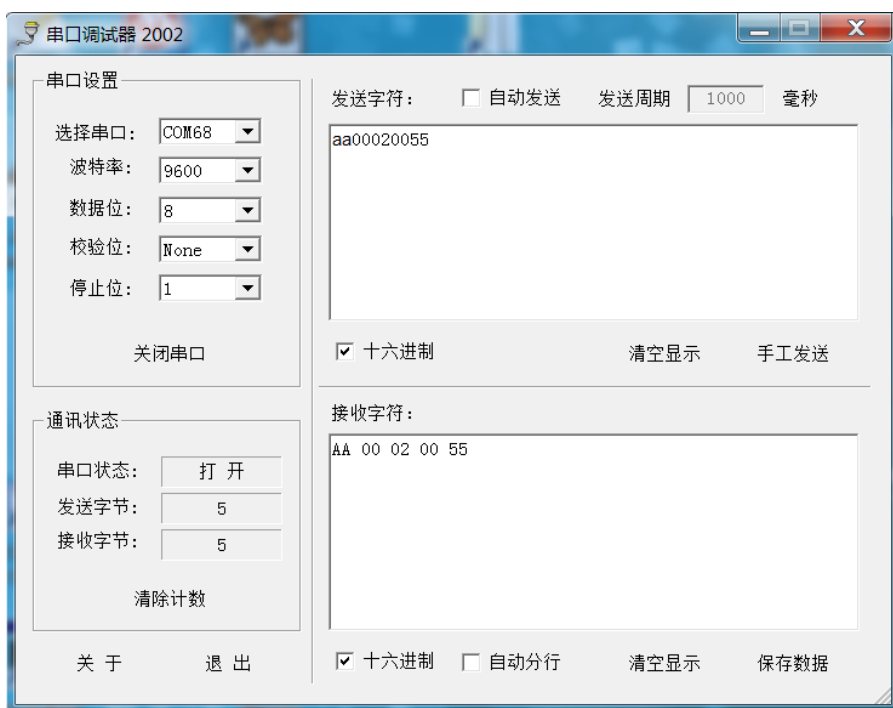 串口调试器 2002
串口设置
选择串口： COM68
波特率： 9600
数据位： 8
校验位： None
停止位： 1
关闭串口
通讯状态
串口状态： 打 开
发送字节： 5
接收字节： 5
清除计数
关 于 退 出
发送字符： 自动发送 发送周期 1000 毫秒
aa00020055
十六进制 清空显示 手工发送
接收字符：
AA 00 02 00 55
十六进制 自动分行 清空显示 保存数据